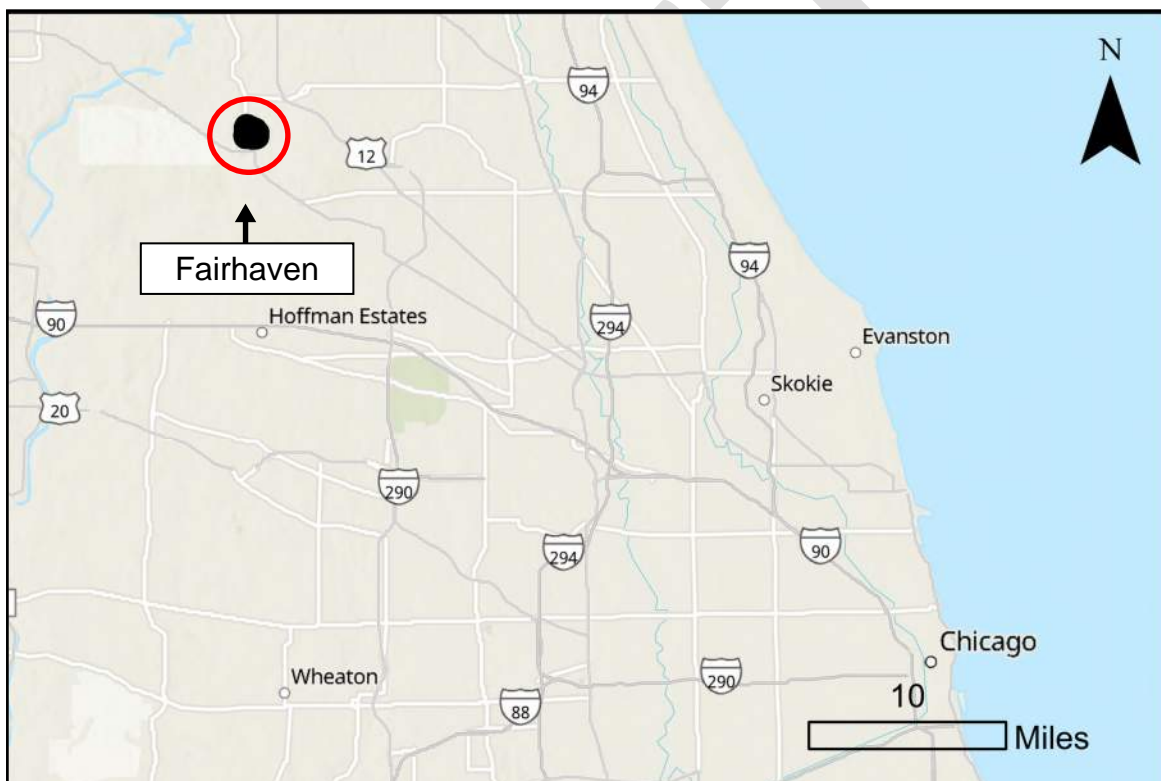 N
94
12
Fairhaven
94
90
Hoffman Estates
294
Evanston
Skokie
20
290
294
90
Chicago
Wheaton
290
10
88
Miles